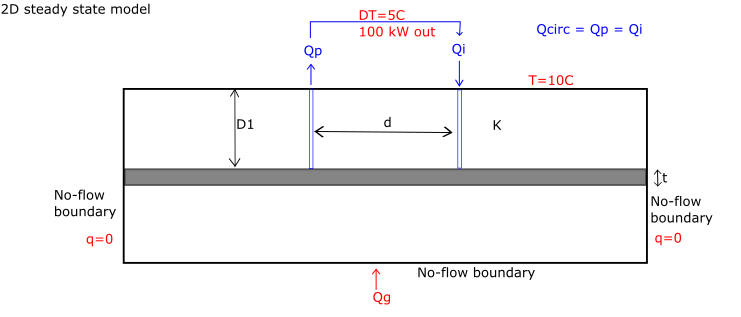 2D steady state model
DT=5C
100 kW out
Qcirc = Qp = Qi
Qp
Qi
T=10C
D1
d
K
t
No-flow
boundary
q=0
No-flow
boundary
q=0
No-flow boundary
Qg